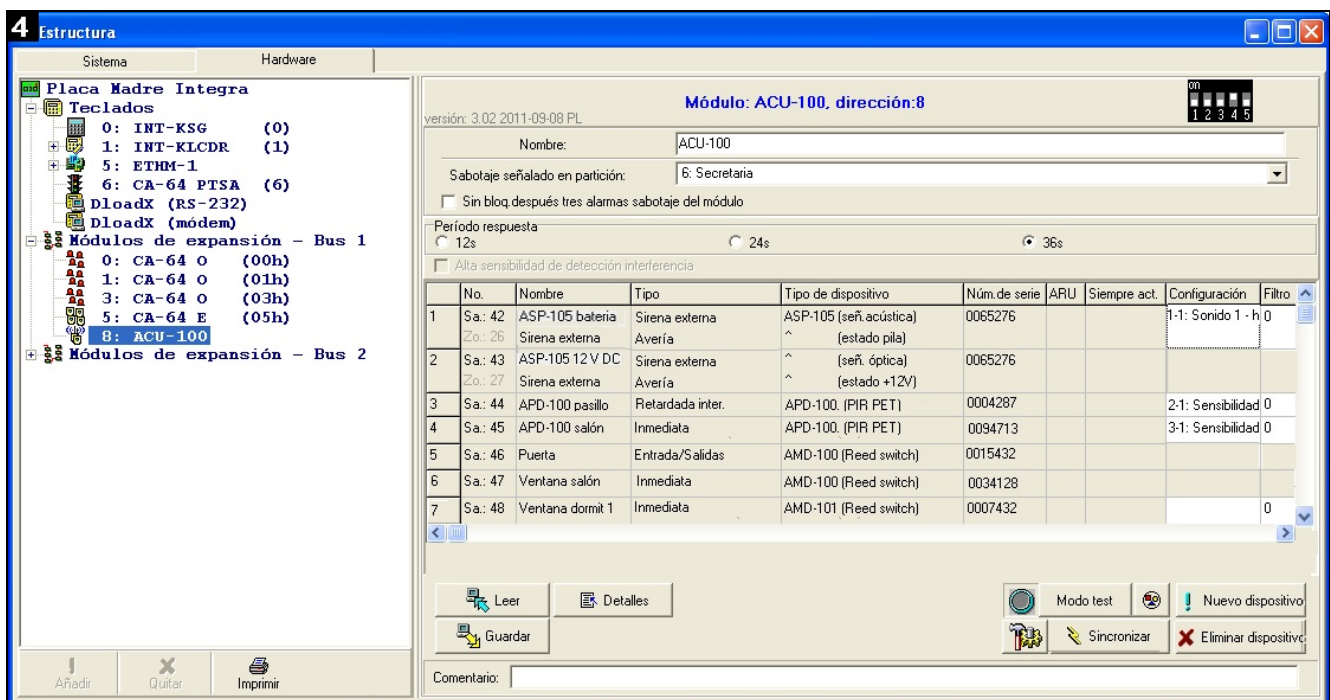 4 Estructura
Sistema Hardware
Placa Madre Integra
Teclados
0: INT-KSG (0)
1: INT-KLCDR (1)
5: ETHM-1
6: CA-64 PTSA (6)
DloadX (RS-232)
DloadX (módem)
Módulos de expansión - Bus 1
0: CA-64 O (00h)
1: CA-64 O (01h)
3: CA-64 O (03h)
5: CA-64 E (05h)
8: ACU-100
Módulos de expansión - Bus 2
Añadir Quitar Imprimir
Módulo: ACU-100, dirección:8
on
1 2 3 4 5
versión: 3.02 2011-09-08 PL
Nombre: ACU-100
Sabotaje señalado en partición: 6: Secretaria
Sin bloq.después tres alarmas sabotaje del módulo
Período respuesta
12s 24s 36s
Alta sensibilidad de detección interferencia
No. Nombre Tipo Tipo de dispositivo Núm.de serie ARU Siempre act. Configuración Filtro
1 Sa.: 42 ASP-105 bateria Sirena externa ASP-105 (señ.acústica) 0065276 1-1: Sonido 1 - h 0
Zo.: 26 Sirena externa Avería ^ (estado pila)
2 Sa.: 43 ASP-105 12 V DC Sirena externa ^ (señ. óptica) 0065276
Zo.: 27 Sirena externa Avería ^ (estado +12V)
3 Sa.: 44 APD-100 pasillo Retardada inter. APD-100. (PIR PET) 0004287 2-1: Sensibilidad 0
4 Sa.: 45 APD-100 salón Inmediata APD-100. (PIR PET) 0094713 3-1: Sensibilidad 0
5 Sa.: 46 Puerta Entrada/Salidas AMD-100 (Reed switch) 0015432
6 Sa.: 47 Ventana salón Inmediata AMD-100 (Reed switch) 0034128
7 Sa.: 48 Ventana dormit 1 Inmediata AMD-101 (Reed switch) 0007432 0
Leer Detalles Modo test Nuevo dispositivo
Guardar Sincronizar Eliminar dispositivo
Comentario: